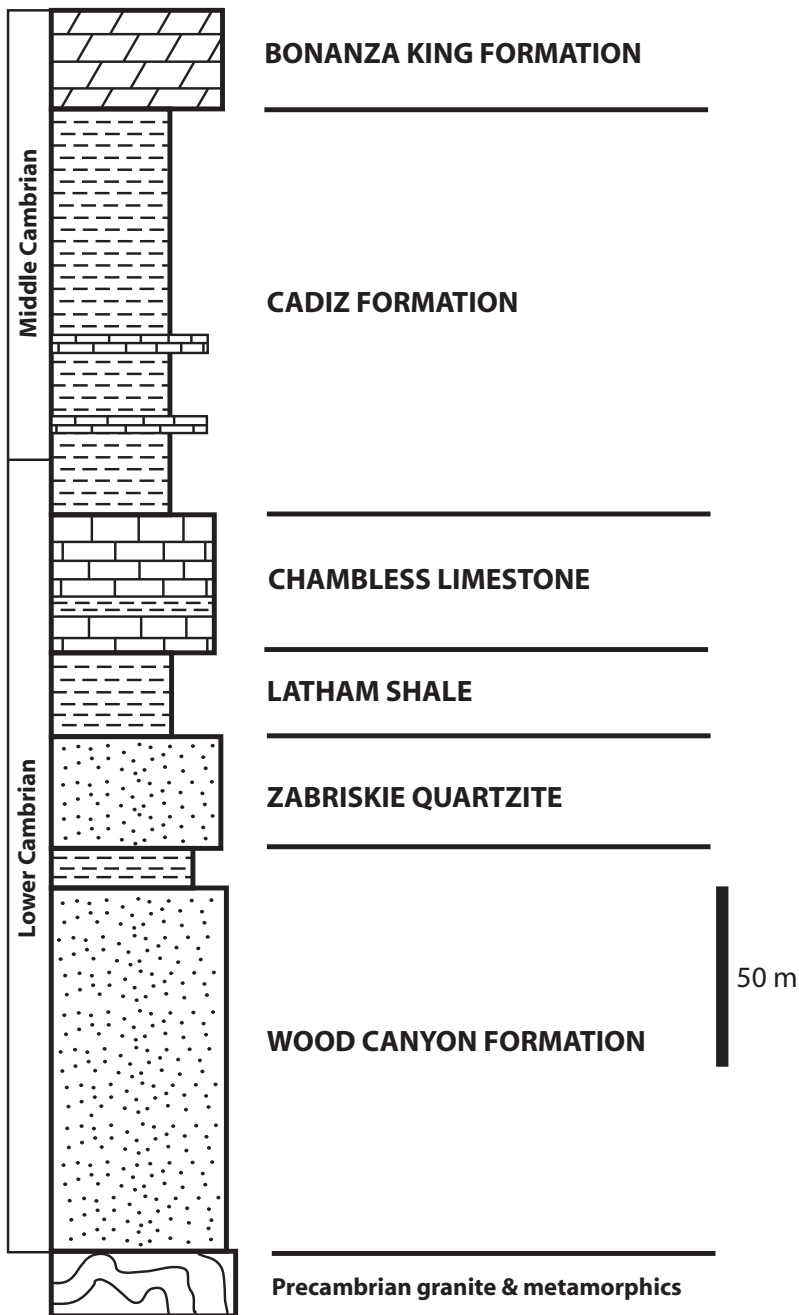 BONANZA KING FORMATION
Middle Cambrian
CADIZ FORMATION
CHAMBLESS LIMESTONE
LATHAM SHALE
ZABRISKIE QUARTZITE
Lower Cambrian
50 m
WOOD CANYON FORMATION
Precambrian granite & metamorphics